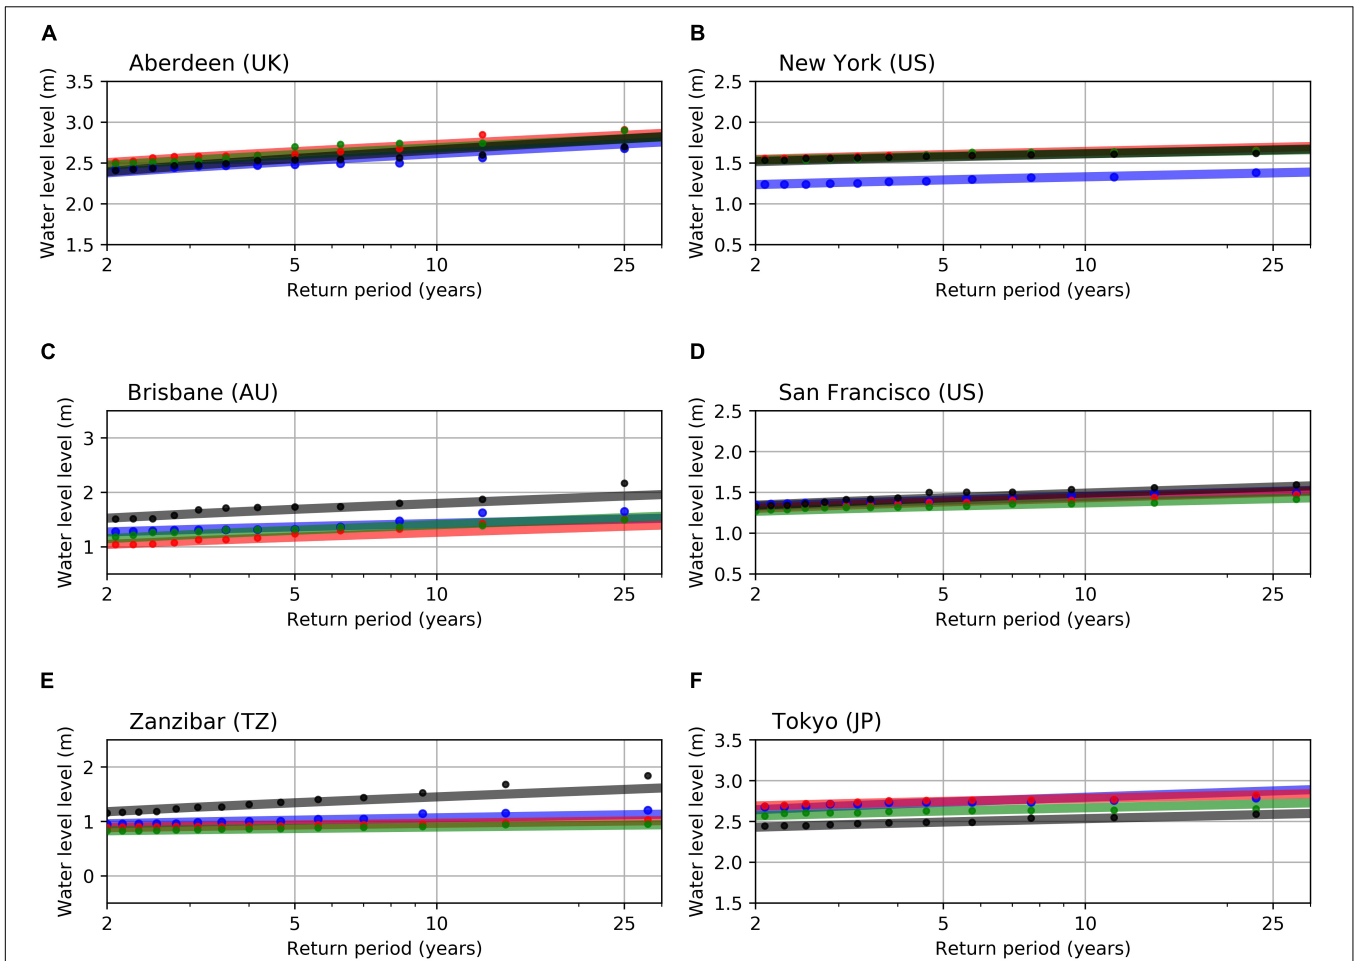 A
Aberdeen (UK)
Water level level (m)
3.5
3.0
2.5
2.0
1.5
2 5 10 25
Return period (years)
B
New York (US)
Water level level (m)
2.5
2.0
1.5
1.0
0.5
2 5 10 25
Return period (years)
C
Brisbane (AU)
Water level level (m)
3
2
1
2 5 10 25
Return period (years)
D
San Francisco (US)
Water level level (m)
2.5
2.0
1.5
1.0
0.5
2 5 10 25
Return period (years)
E
Zanzibar (TZ)
Water level level (m)
2
1
0
2 5 10 25
Return period (years)
F
Tokyo (JP)
Water level level (m)
3.5
3.0
2.5
2.0
1.5
2 5 10 25
Return period (years)